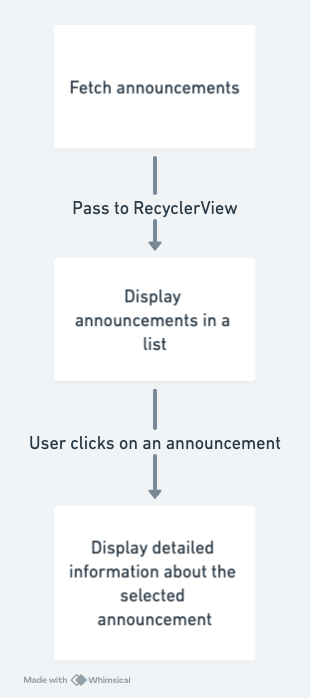 Fetch announcements
Pass to RecyclerView
Display
announcements in a
list
User clicks on an announcement
Display detailed
information about the
selected
announcement
Made with Whimsical